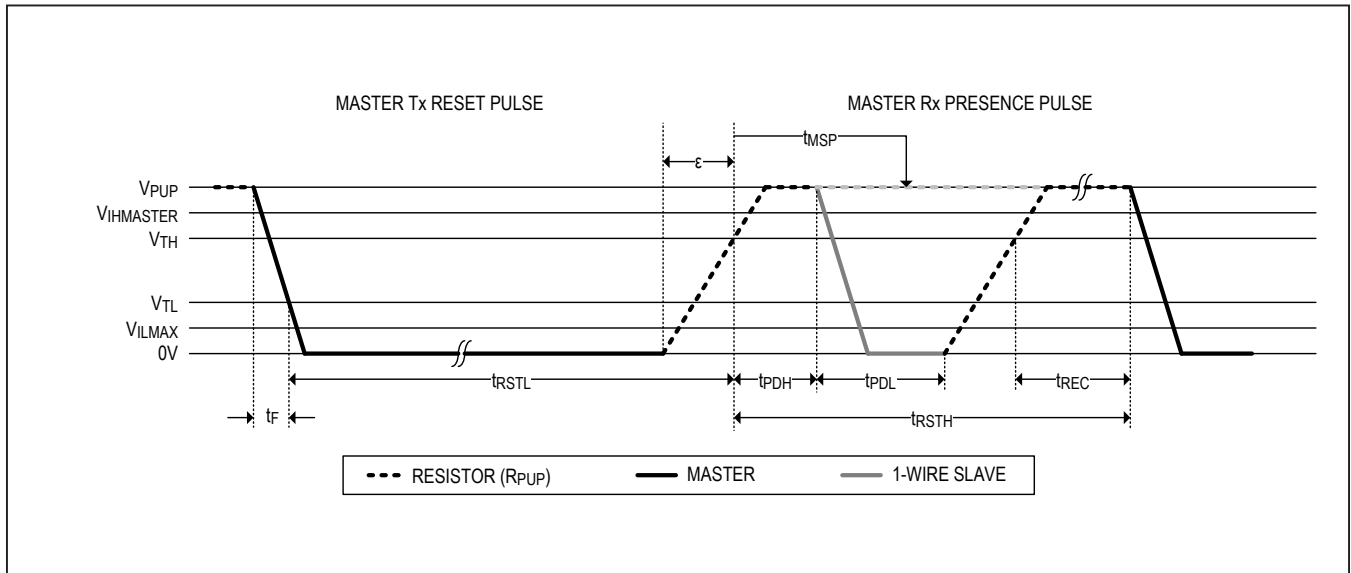 MASTER Tx RESET PULSE
MASTER Rx PRESENCE PULSE
tMSP
ε
VPUP
VIHMASTER
VTH
VTL
VILMAX
0V
tRSTL
tPDH
tPDL
tREC
tF
tRSTH
RESISTOR (RPUP)
MASTER
1-WIRE SLAVE